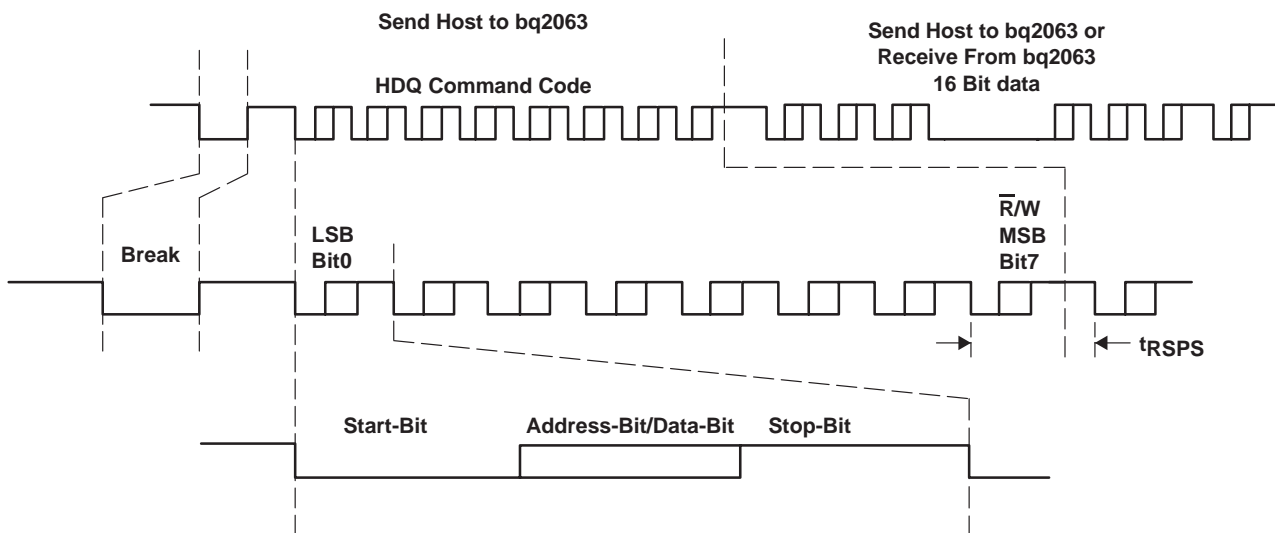 Send Host to bq2063
Send Host to bq2063 or
Receive From bq2063
16 Bit data
HDQ Command Code
Break
LSB
Bit0
R̅/W
MSB
Bit7
tRSPS
Start-Bit
Address-Bit/Data-Bit
Stop-Bit